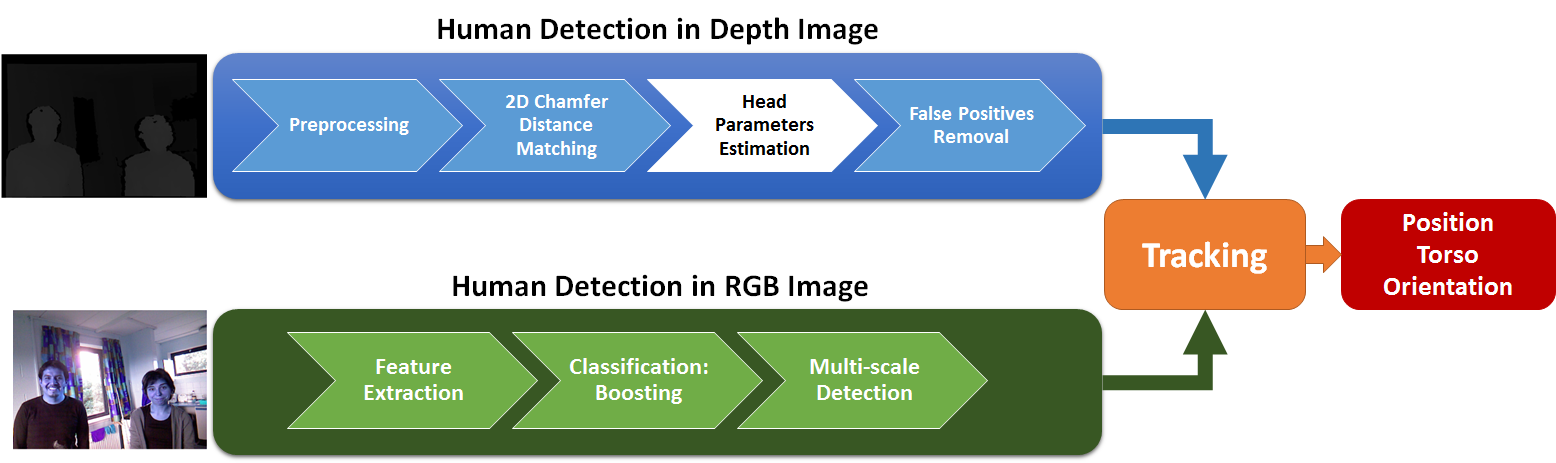 Human Detection in Depth Image
Preprocessing
2D Chamfer
Distance
Matching
Head
Parameters
Estimation
False Positives
Removal
Tracking
Position
Torso
Orientation
Human Detection in RGB Image
Feature
Extraction
Classification:
Boosting
Multi-scale
Detection